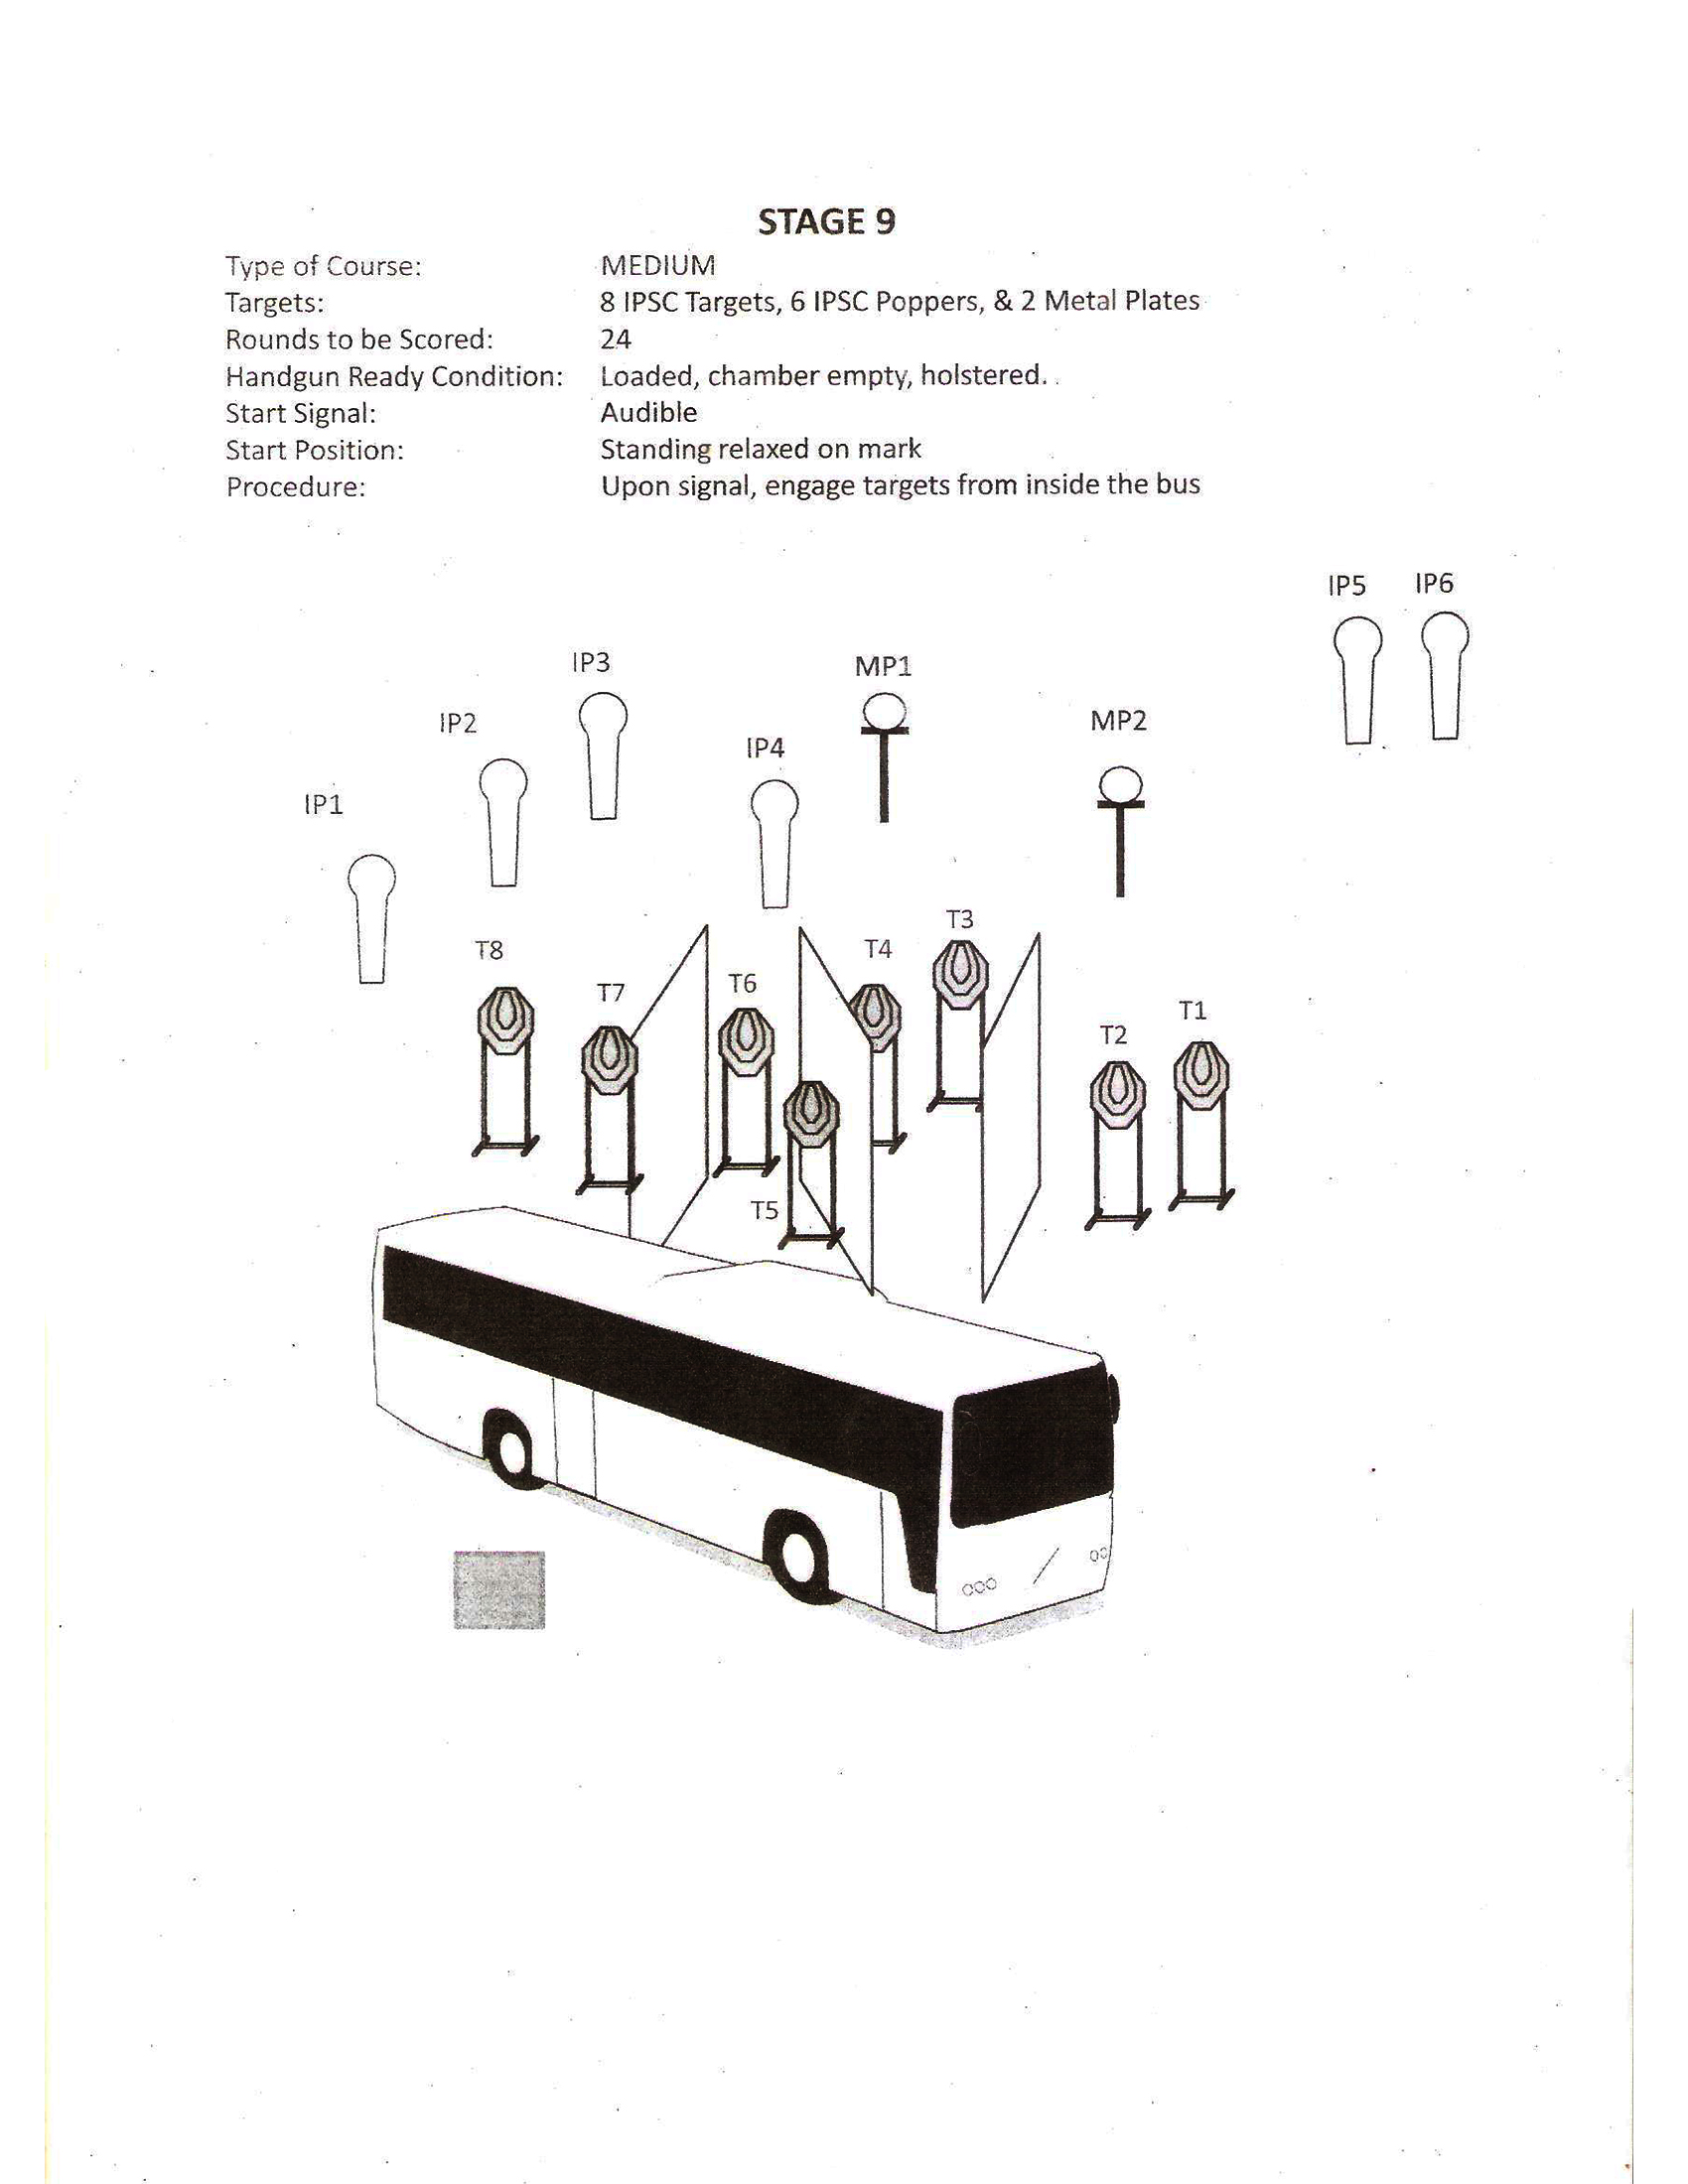 STAGE 9
Type of Course: MEDIUM
Targets: 8 IPSC Targets, 6 IPSC Poppers, & 2 Metal Plates
Rounds to be Scored: 24
Handgun Ready Condition: Loaded, chamber empty, holstered. .
Start Signal: Audible
Start Position: Standing relaxed on mark
Procedure: Upon signal, engage targets from inside the bus
IP5 IP6
IP3 MP1
IP2 MP2
IP4
IP1
T3
T8 T4
T7 T6
T1
T2
T5